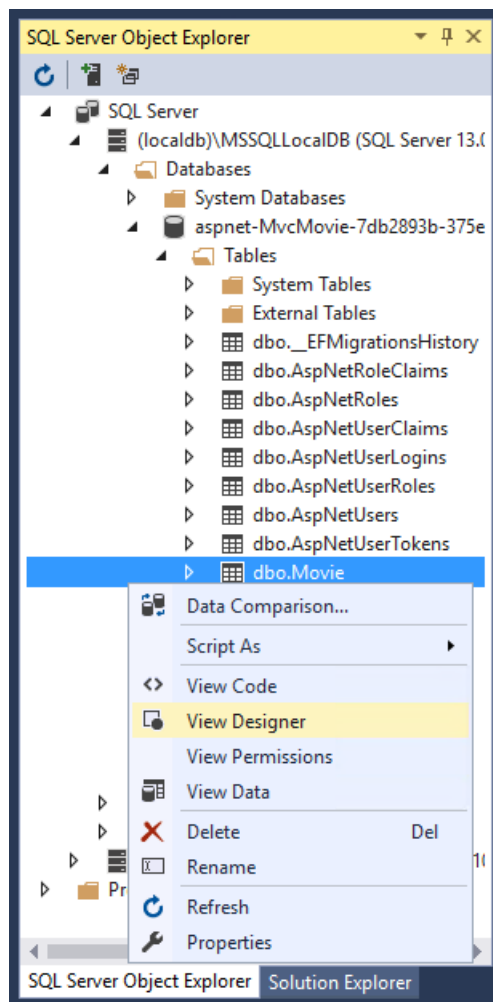 SQL Server Object Explorer
SQL Server
(localdb)\MSSQLLocalDB (SQL Server 13.0
Databases
System Databases
aspnet-MvcMovie-7db2893b-375e
Tables
System Tables
External Tables
dbo.__EFMigrationsHistory
dbo.AspNetRoleClaims
dbo.AspNetRoles
dbo.AspNetUserClaims
dbo.AspNetUserLogins
dbo.AspNetUserRoles
dbo.AspNetUsers
dbo.AspNetUserTokens
dbo.Movie
Data Comparison...
Script As
View Code
View Designer
View Permissions
View Data
Delete Del
Rename
Pr
Refresh
Properties
SQL Server Object Explorer Solution Explorer